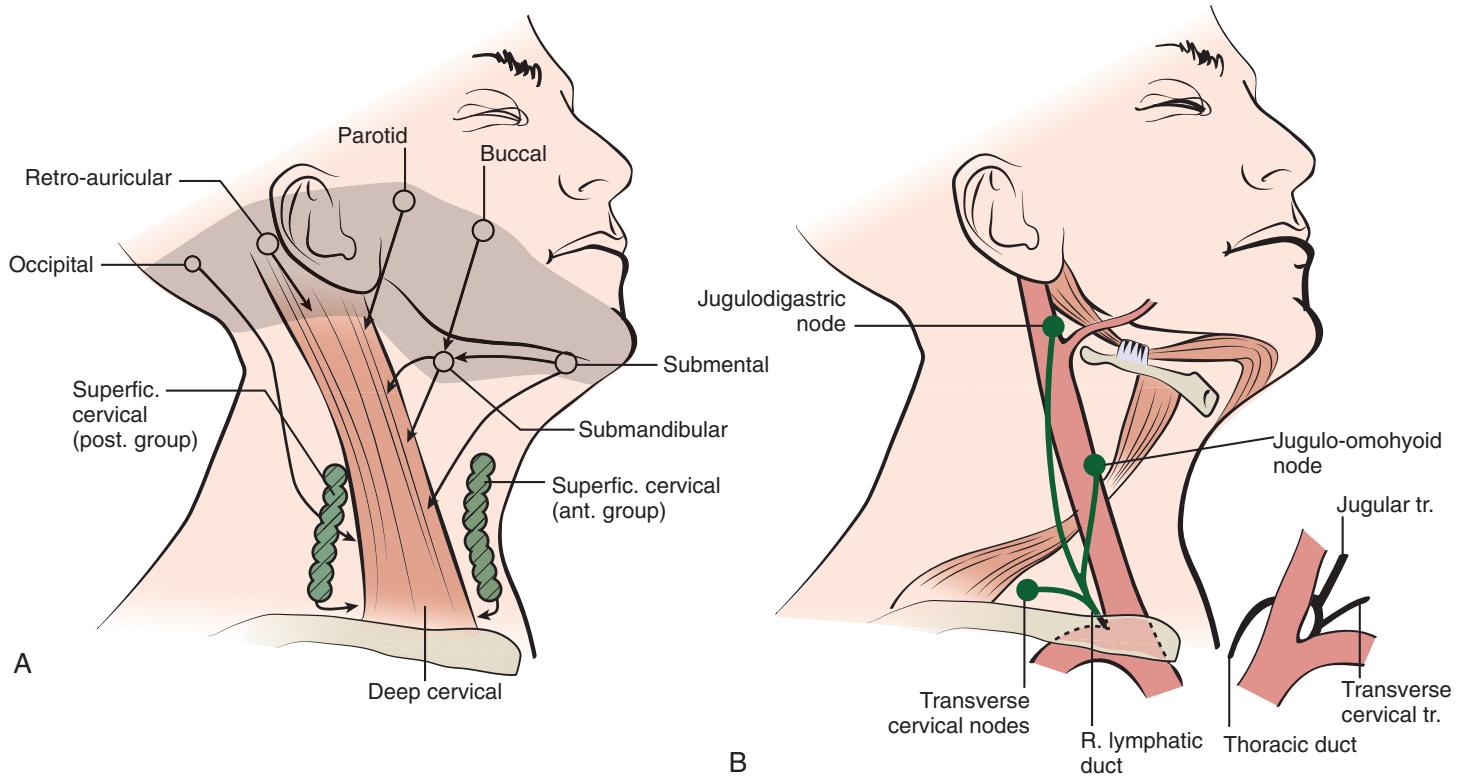 Parotid
Buccal
Retro-auricular
Occipital
Superfic.
cervical
(post. group)
Submental
Submandibular
Superfic. cervical
(ant. group)
Deep cervical
A
Jugulodigastric
node
Jugulo-omohyoid
node
Jugular tr.
Transverse
cervical nodes
R. lymphatic
duct
Thoracic duct
Transverse
cervical tr.
B